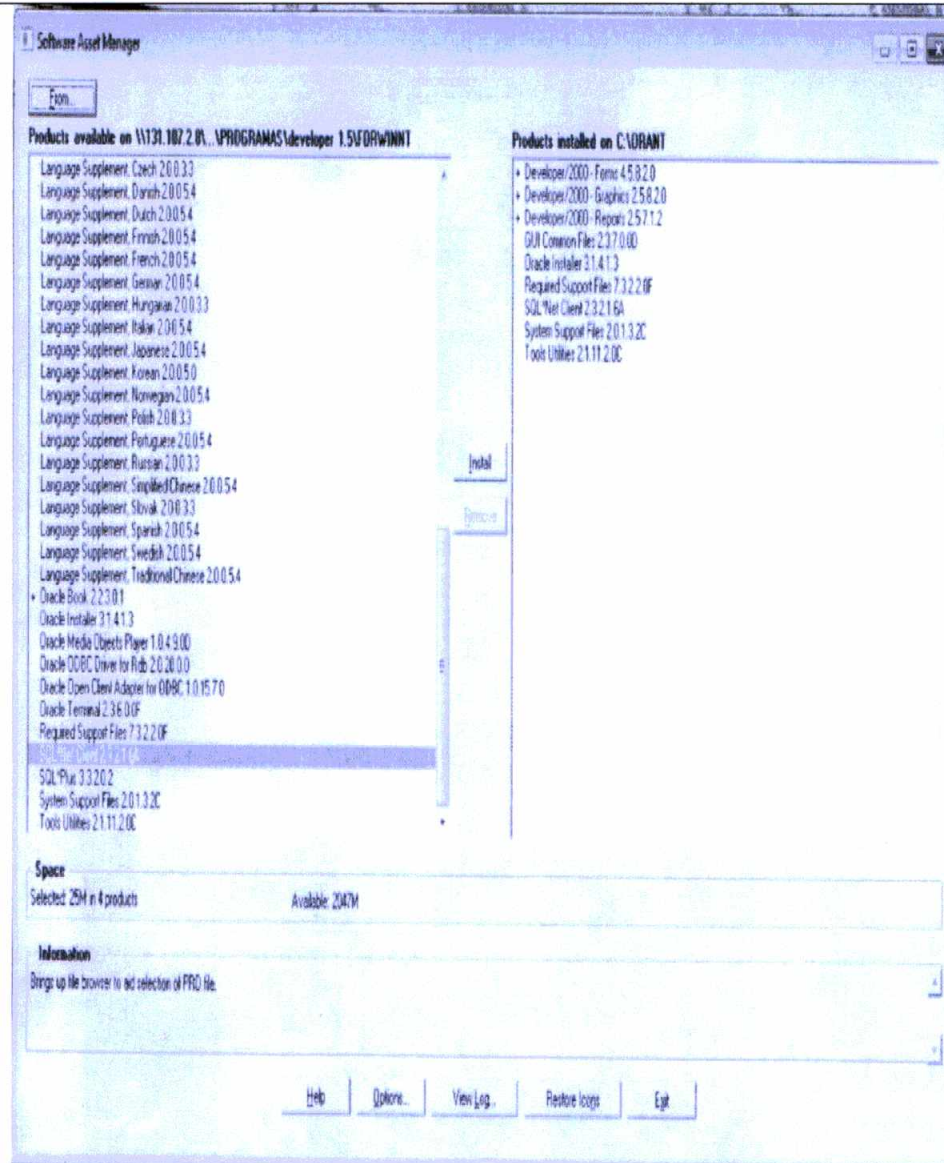 Software Asset Manager
From...
Products available on \\131.107.2.8\...\PROGRAMAS\developer 1.5\FORWINNT
Language Supplement, Czech 2.0.0.3.3
Language Supplement, Danish 2.0.0.5.4
Language Supplement, Dutch 2.0.0.5.4
Language Supplement, Finnish 2.0.0.5.4
Language Supplement, French 2.0.0.5.4
Language Supplement, German 2.0.0.5.4
Language Supplement, Hungarian 2.0.0.3.3
Language Supplement, Italian 2.0.0.5.4
Language Supplement, Japanese 2.0.0.5.4
Language Supplement, Korean 2.0.0.5.0
Language Supplement, Norwegian 2.0.0.5.4
Language Supplement, Polish 2.0.0.3.3
Language Supplement, Portuguese 2.0.0.5.4
Language Supplement, Russian 2.0.0.3.3
Language Supplement, Simplified Chinese 2.0.0.5.4
Language Supplement, Slovak 2.0.0.3.3
Language Supplement, Spanish 2.0.0.5.4
Language Supplement, Swedish 2.0.0.5.4
Language Supplement, Traditional Chinese 2.0.0.5.4
+ Oracle Book 2.2.3.0.1
Oracle Installer 3.1.4.1.3
Oracle Media Objects Player 1.0.4.9.0D
Oracle ODBC Driver for Rdb 2.0.20.0.0
Oracle Open Client Adapter for ODBC 1.0.15.7.0
Oracle Terminal 2.3.6.0.0F
Required Support Files 7.3.2.2.0F
SQL*Net Client 2.3.2.1.6A
SQL*Plus 3.3.2.0.2
System Support Files 2.0.1.3.2C
Tools Utilities 2.1.11.2.0C
Install
Remove
Products installed on C:\ORANT
+ Developer/2000 - Forms 4.5.8.2.0
+ Developer/2000 - Graphics 2.5.8.2.0
+ Developer/2000 - Reports 2.5.7.1.2
GUI Common Files 2.3.7.0.0D
Oracle Installer 3.1.4.1.3
Required Support Files 7.3.2.2.0F
SQL*Net Client 2.3.2.1.6A
System Support Files 2.0.1.3.2C
Tools Utilities 2.1.11.2.0C
Space
Selected: 25M in 4 products
Available: 2047M
Information
Brings up file browser to aid selection of PRD file.
Help
Options...
View Log...
Restore Icons
Exit